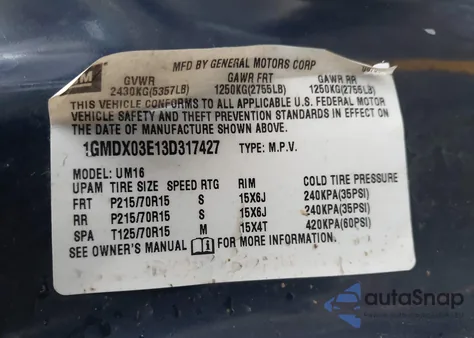 MFD BY GENERAL MOTORS CORP
GM GVWR GAWR FRT GAWR RR
2430KG(5357LB) 1250KG(2755LB) 1250KG(2755LB)
THIS VEHICLE CONFORMS TO ALL APPLICABLE U.S. FEDERAL MOTOR
VEHICLE SAFETY AND THEFT PREVENTION STANDARDS IN EFFECT ON
THE DATE OF MANUFACTURE SHOWN ABOVE.
1GMDX03E13D317427 TYPE: M.P.V.
MODEL: UM16
UPAM TIRE SIZE SPEED RTG RIM COLD TIRE PRESSURE
FRT P215/70R15 S 15X6J 240KPA(35PSI)
RR P215/70R15 S 15X6J 240KPA(35PSI)
SPA T125/70R15 M 15X4T 420KPA(60PSI)
SEE OWNER'S MANUAL FOR MORE INFORMATION.
autoSnap